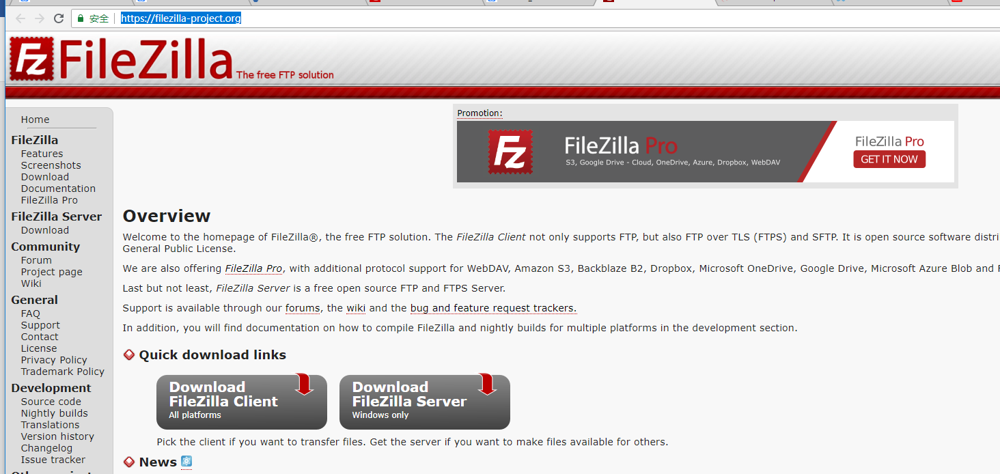 安全
https://filezilla-project.org
FileZilla The free FTP solution
Home
FileZilla
Features
Screenshots
Download
Documentation
FileZilla Pro
FileZilla Server
Download
Community
Forum
Project page
Wiki
General
FAQ
Support
Contact
License
Privacy Policy
Trademark Policy
Development
Source code
Nightly builds
Translations
Version history
Changelog
Issue tracker
Promotion:
Fz
FileZilla Pro
S3, Google Drive - Cloud, OneDrive, Azure, Dropbox, WebDAV
FileZilla Pro
GET IT NOW
Overview
Welcome to the homepage of FileZilla®, the free FTP solution. The FileZilla Client not only supports FTP, but also FTP over TLS (FTPS) and SFTP. It is open source software
General Public License.
We are also offering FileZilla Pro, with additional protocol support for WebDAV, Amazon S3, Backblaze B2, Dropbox, Microsoft OneDrive, Google Drive, Microsoft Azure Blob and
Last but not least, FileZilla Server is a free open source FTP and FTPS Server.
Support is available through our forums, the wiki and the bug and feature request trackers.
In addition, you will find documentation on how to compile FileZilla and nightly builds for multiple platforms in the development section.
Quick download links
Download
FileZilla Client
All platforms
Download
FileZilla Server
Windows only
Pick the client if you want to transfer files. Get the server if you want to make files available for others.
News